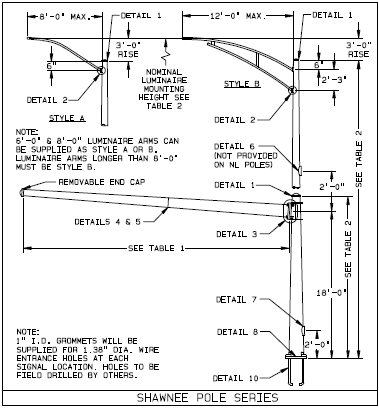 8'-0" MAX.
DETAIL 1
12'-0" MAX.
DETAIL 1
3'-0"
RISE
3'-0"
RISE
6"
6"
NOMINAL
LUMINAIRE
MOUNTING
HEIGHT SEE
TABLE 2
STYLE B
2'-3"
DETAIL 2
STYLE A
DETAIL 2
NOTE:
6'-0" & 8'-0" LUMINAIRE ARMS CAN
BE SUPPLIED AS STYLE A OR B.
LUMINAIRE ARMS LONGER THAN 8'-0"
MUST BE STYLE B.
DETAIL 6
(NOT PROVIDED
ON NL POLES)
SEE TABLE 2
REMOVABLE END CAP
DETAIL 1
2'-0"
DETAILS 4 & 5
DETAIL 3
SEE TABLE 1
SEE TABLE 2
18'-0"
DETAIL 7
NOTE:
1" I.D. GROMMETS WILL BE
SUPPLIED FOR 1.38" DIA. WIRE
ENTRANCE HOLES AT EACH
SIGNAL LOCATION. HOLES TO BE
FIELD DRILLED BY OTHERS.
DETAIL 8
2'-0"
DETAIL 10
SHAWNEE POLE SERIES